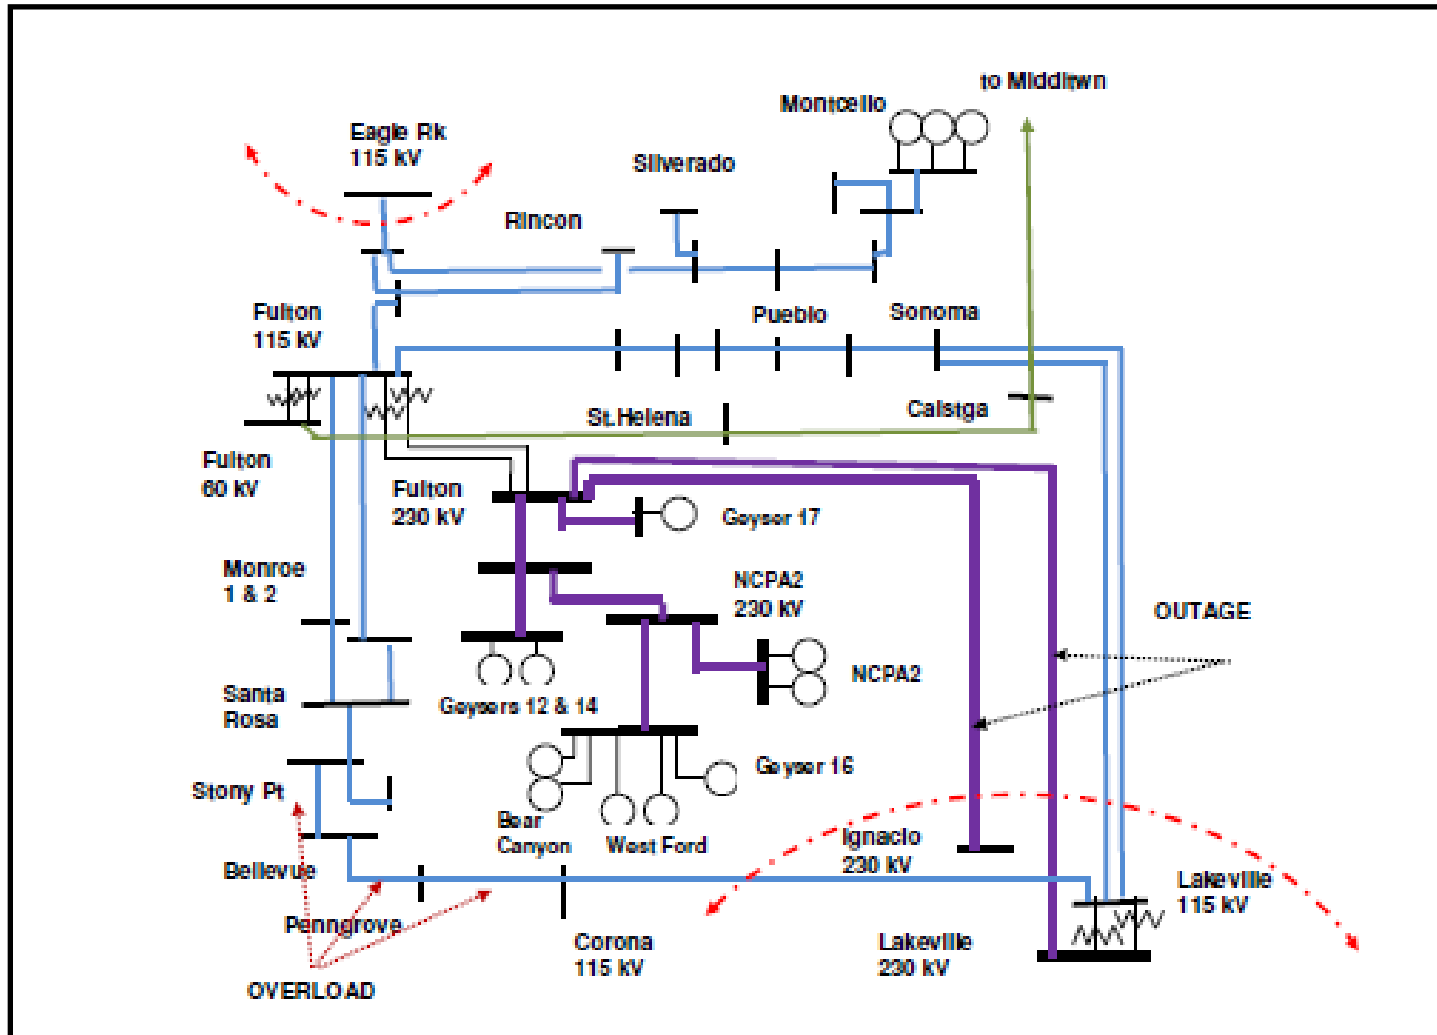 to Midditwn
Montcello
Eagle Rk
115 kV
Silverado
Rincon
Fulton
115 kV
Pueblo
Sonoma
St.Helena
Calstga
Fulton
60 kV
Fulton
230 kV
Geyser 17
Monroe
1 & 2
NCPA2
230 kV
OUTAGE
NCPA2
Santa
Rosa
Geysers 12 & 14
Geyser 16
Stony Pt
Bear
Canyon
West Ford
Ignacio
230 kV
Bellevue
Lakeville
115 kV
Penngrove
Corona
115 kV
Lakeville
230 kV
OVERLOAD